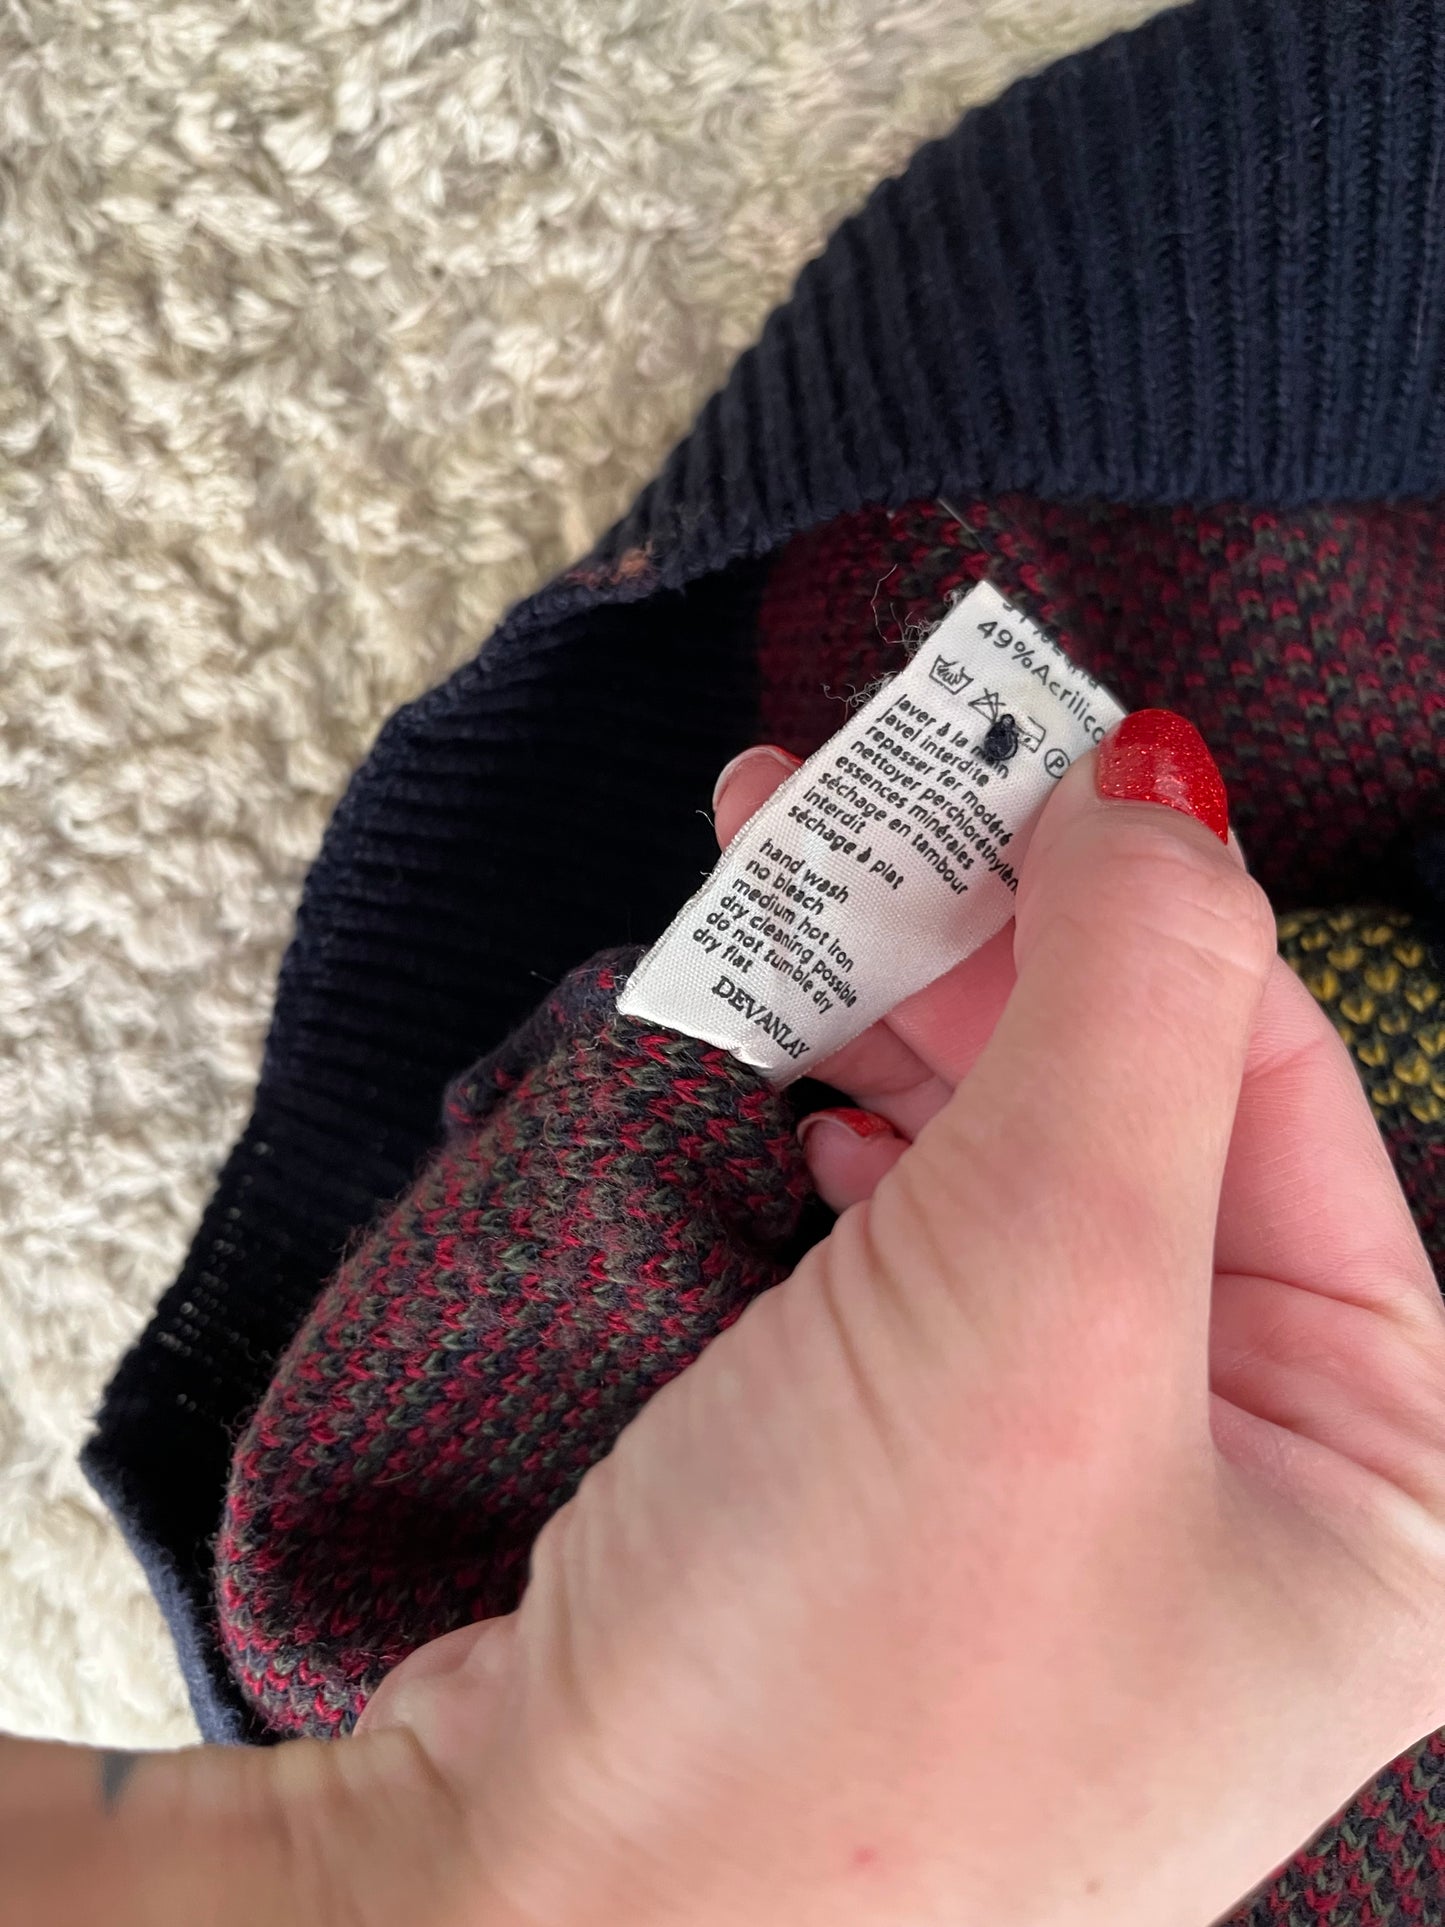 49%Acrilico
P
laver à la main
javel interdite
repasser fer modéré
nettoyer perchloréthylèn
essences minérales
séchage en tambour
interdit
séchage à plat
hand wash
no bleach
medium hot iron
dry cleaning possible
do not tumble dry
dry flat
DEVANLAY